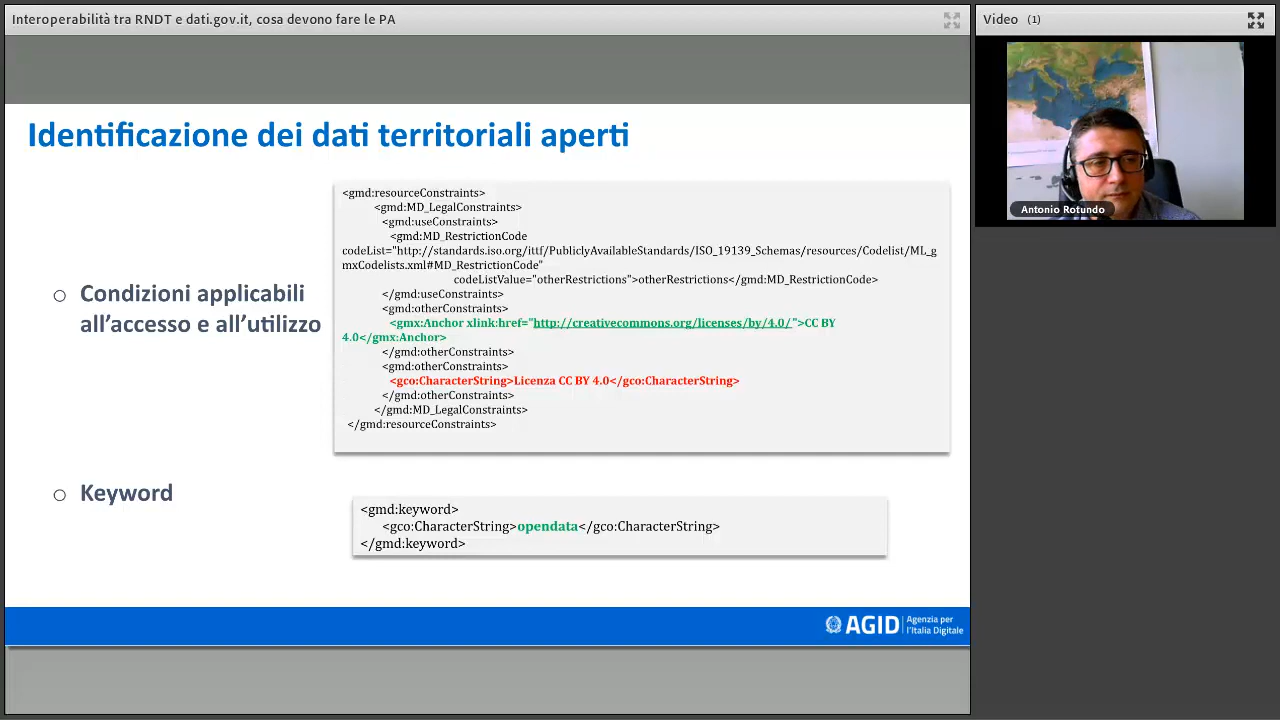 Interoperabilità tra RNDT e dati.gov.it, cosa devono fare le PA
Video (1)
Antonio Rotundo
Identificazione dei dati territoriali aperti
○ Condizioni applicabili
all’accesso e all’utilizzo
<gmd:resourceConstraints>
<gmd:MD_LegalConstraints>
<gmd:useConstraints>
<gmd:MD_RestrictionCode
codeList="http://standards.iso.org/ittf/PubliclyAvailableStandards/ISO_19139_Schemas/resources/Codelist/ML_g
mxCodelists.xml#MD_RestrictionCode"
codeListValue="otherRestrictions">otherRestrictions</gmd:MD_RestrictionCode>
</gmd:useConstraints>
<gmd:otherConstraints>
<gmx:Anchor xlink:href="http://creativecommons.org/licenses/by/4.0/">CC BY
4.0</gmx:Anchor>
</gmd:otherConstraints>
<gmd:otherConstraints>
<gco:CharacterString>Licenza CC BY 4.0</gco:CharacterString>
</gmd:otherConstraints>
</gmd:MD_LegalConstraints>
</gmd:resourceConstraints>
○ Keyword
<gmd:keyword>
<gco:CharacterString>opendata</gco:CharacterString>
</gmd:keyword>
AGID
Agenzia per
l’Italia Digitale